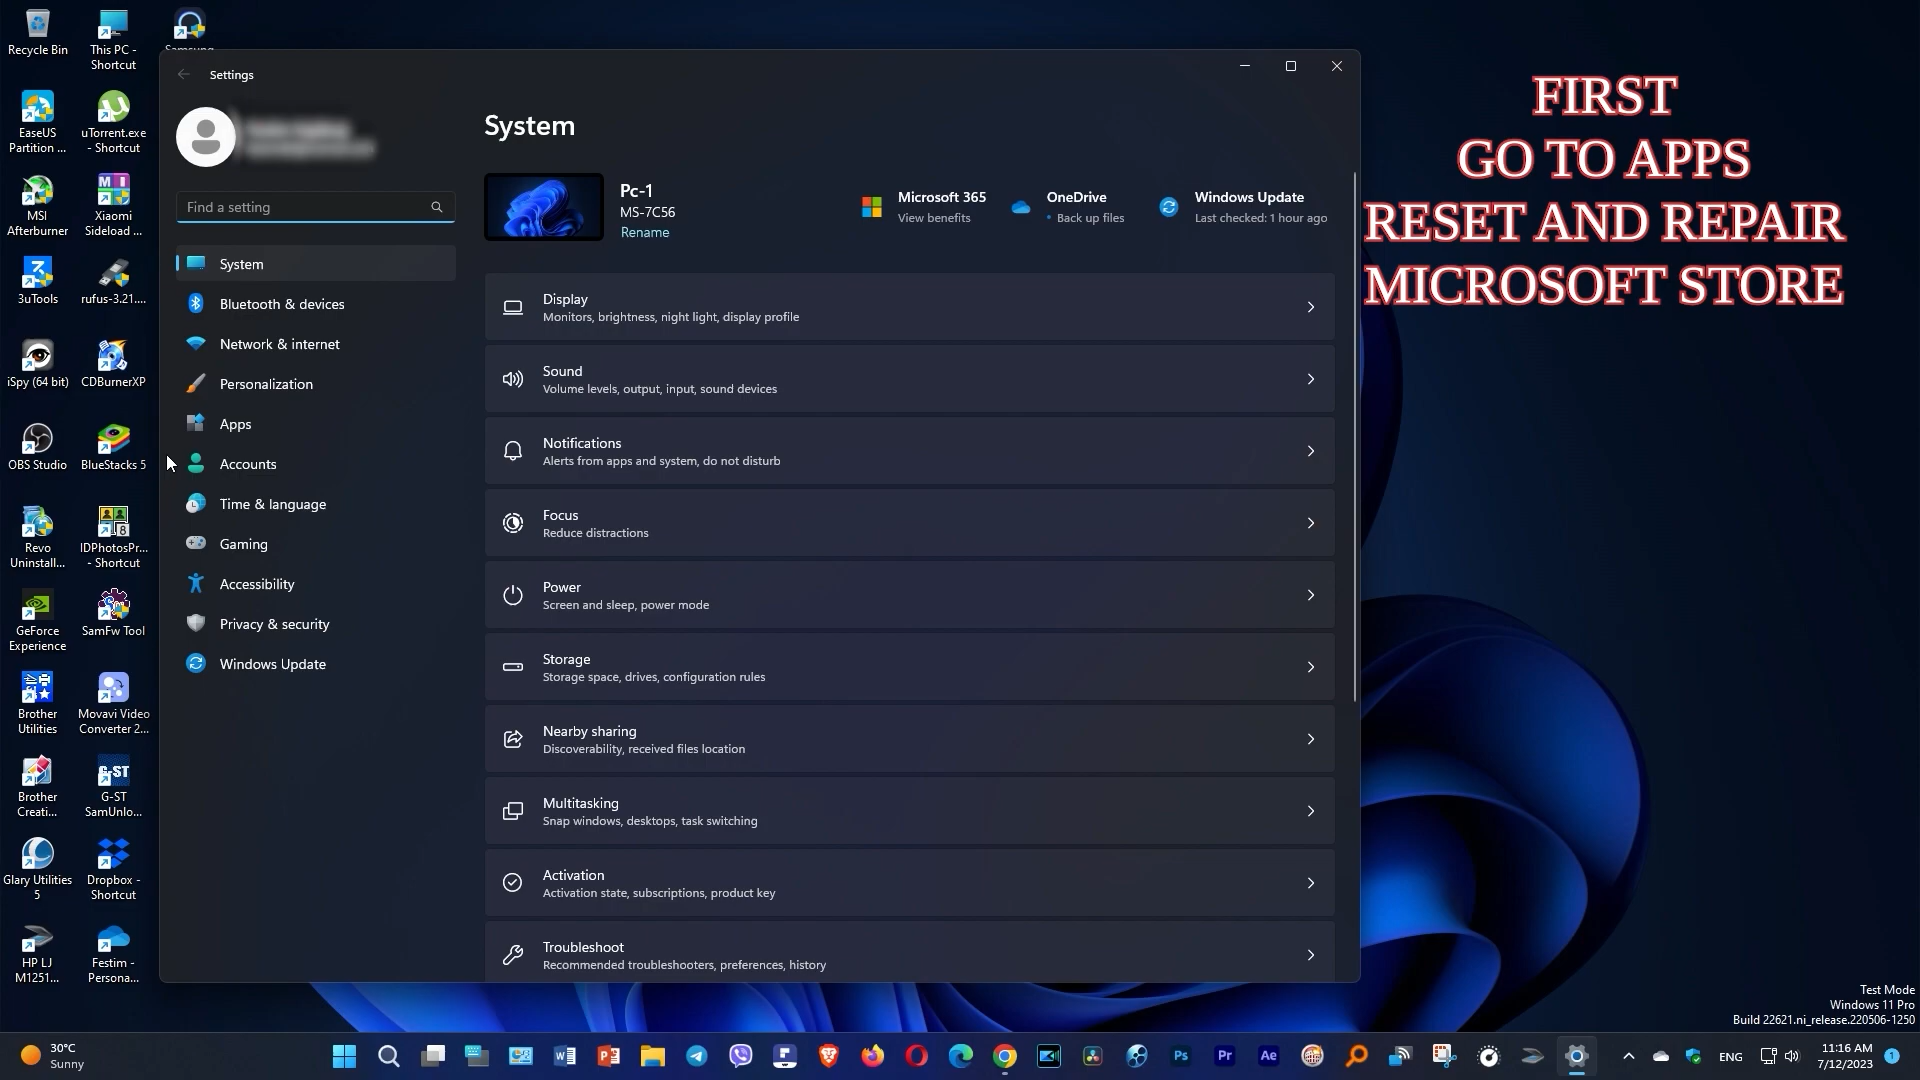 Recycle Bin
This PC -
Shortcut
EaseUS
Partition ...
uTorrent.exe
- Shortcut
MSI
Afterburner
Xiaomi
Sideload ...
3uTools
rufus-3.21....
iSpy (64 bit)
CDBurnerXP
OBS Studio
BlueStacks 5
Revo
Uninstall...
IDPhotosPr...
- Shortcut
GeForce
Experience
SamFw Tool
Brother
Utilities
Movavi Video
Converter 2...
Brother
Creati...
G-ST
G-ST
SamUnlo...
Glary Utilities
5
Dropbox -
Shortcut
HP LJ
M1251...
Festim -
Persona...
Settings
Find a setting
System
Bluetooth & devices
Network & internet
Personalization
Apps
Accounts
Time & language
Gaming
Accessibility
Privacy & security
Windows Update
System
Pc-1
MS-7C56
Rename
Microsoft 365
View benefits
OneDrive
• Back up files
Windows Update
Last checked: 1 hour ago
Display
Monitors, brightness, night light, display profile
Sound
Volume levels, output, input, sound devices
Notifications
Alerts from apps and system, do not disturb
Focus
Reduce distractions
Power
Screen and sleep, power mode
Storage
Storage space, drives, configuration rules
Nearby sharing
Discoverability, received files location
Multitasking
Snap windows, desktops, task switching
Activation
Activation state, subscriptions, product key
Troubleshoot
Recommended troubleshooters, preferences, history
FIRST
GO TO APPS
RESET AND REPAIR
MICROSOFT STORE
Test Mode
Windows 11 Pro
Build 22621.ni_release.220506-1250
30°C
Sunny
Ps
Pr
Ae
ENG
11:16 AM
7/12/2023
1